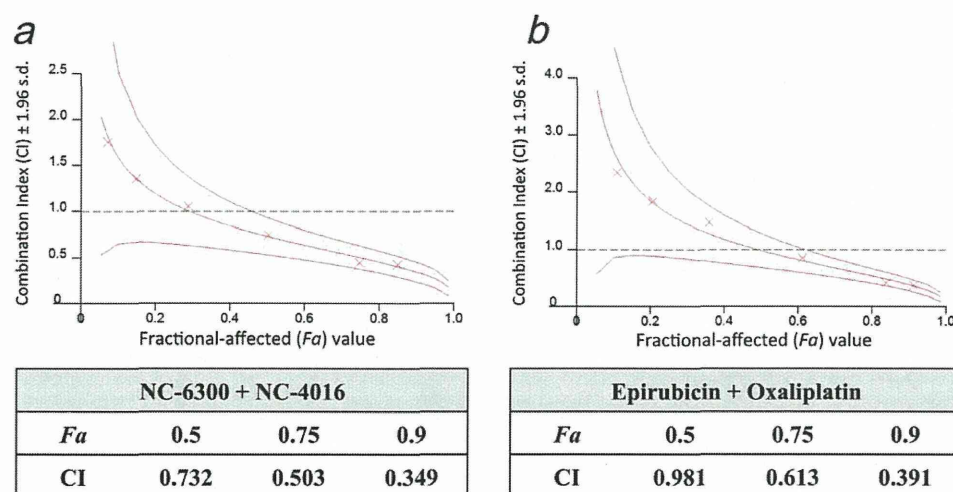 a
Combination Index (CI) ± 1.96 s.d.
2.5
2.0
1.5
1.0
0.5
0
0 0.2 0.4 0.6 0.8 1.0
Fractional-affected (Fa) value
NC-6300 + NC-4016
Fa 0.5 0.75 0.9
CI 0.732 0.503 0.349
b
Combination Index (CI) ± 1.96 s.d.
4.0
3.0
2.0
1.0
0
0 0.2 0.4 0.6 0.8 1.0
Fractional-affected (Fa) value
Epirubicin + Oxaliplatin
Fa 0.5 0.75 0.9
CI 0.981 0.613 0.391